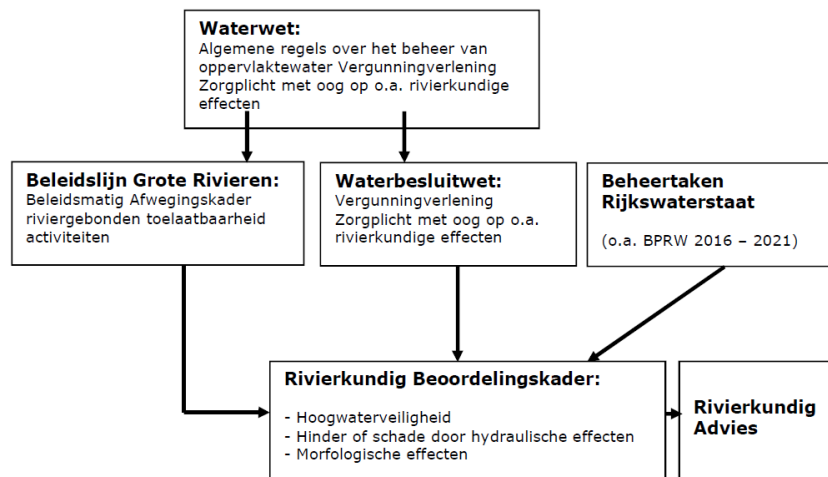 Waterwet:
Algemene regels over het beheer van
oppervlaktewater Vergunningverlening
Zorgplicht met oog op o.a. rivierkundige
effecten
Beleidslijn Grote Rivieren:
Beleidsmatig Afwegingskader
riviergebonden toelaatbaarheid
activiteiten
Waterbesluitwet:
Vergunningverlening
Zorgplicht met oog op o.a.
rivierkundige effecten
Beheertaken
Rijkswaterstaat
(o.a. BPRW 2016 – 2021)
Rivierkundig Beoordelingskader:
- Hoogwaterveiligheid
- Hinder of schade door hydraulische effecten
- Morfologische effecten
Rivierkundig
Advies